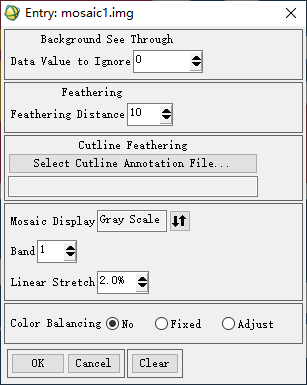 Entry: mosaic1.img
Background See Through
Data Value to Ignore 0
Feathering
Feathering Distance 10
Cutline Feathering
Select Cutline Annotation File...
Mosaic Display Gray Scale
Band 1
Linear Stretch 2.0%
Color Balancing No Fixed Adjust
OK Cancel Clear